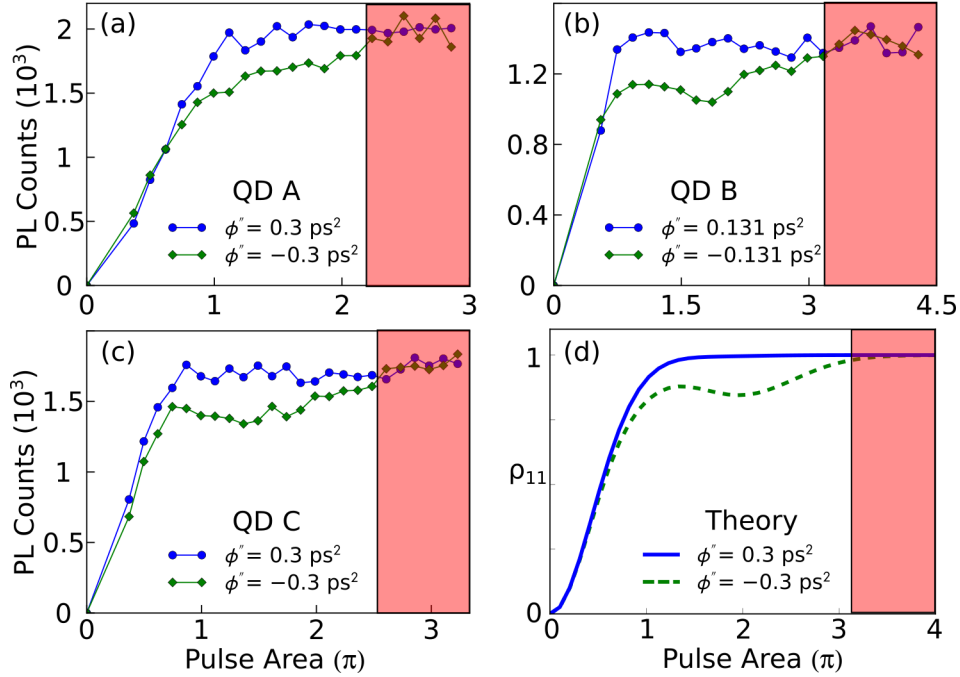 (a)
PL Counts (10³)
2
1.5
1
0.5
0
QD A
ϕ″ = 0.3 ps²
ϕ″ = −0.3 ps²
0 1 2 3
(b)
1.2
0.8
0.4
0
QD B
ϕ″ = 0.131 ps²
ϕ″ = −0.131 ps²
0 1.5 3 4.5
(c)
PL Counts (10³)
1.5
1
0.5
0
QD C
ϕ″ = 0.3 ps²
ϕ″ = −0.3 ps²
0 1 2 3
Pulse Area (π)
(d)
1
ρ₁₁
0
Theory
ϕ″ = 0.3 ps²
ϕ″ = −0.3 ps²
0 1 2 3 4
Pulse Area (π)